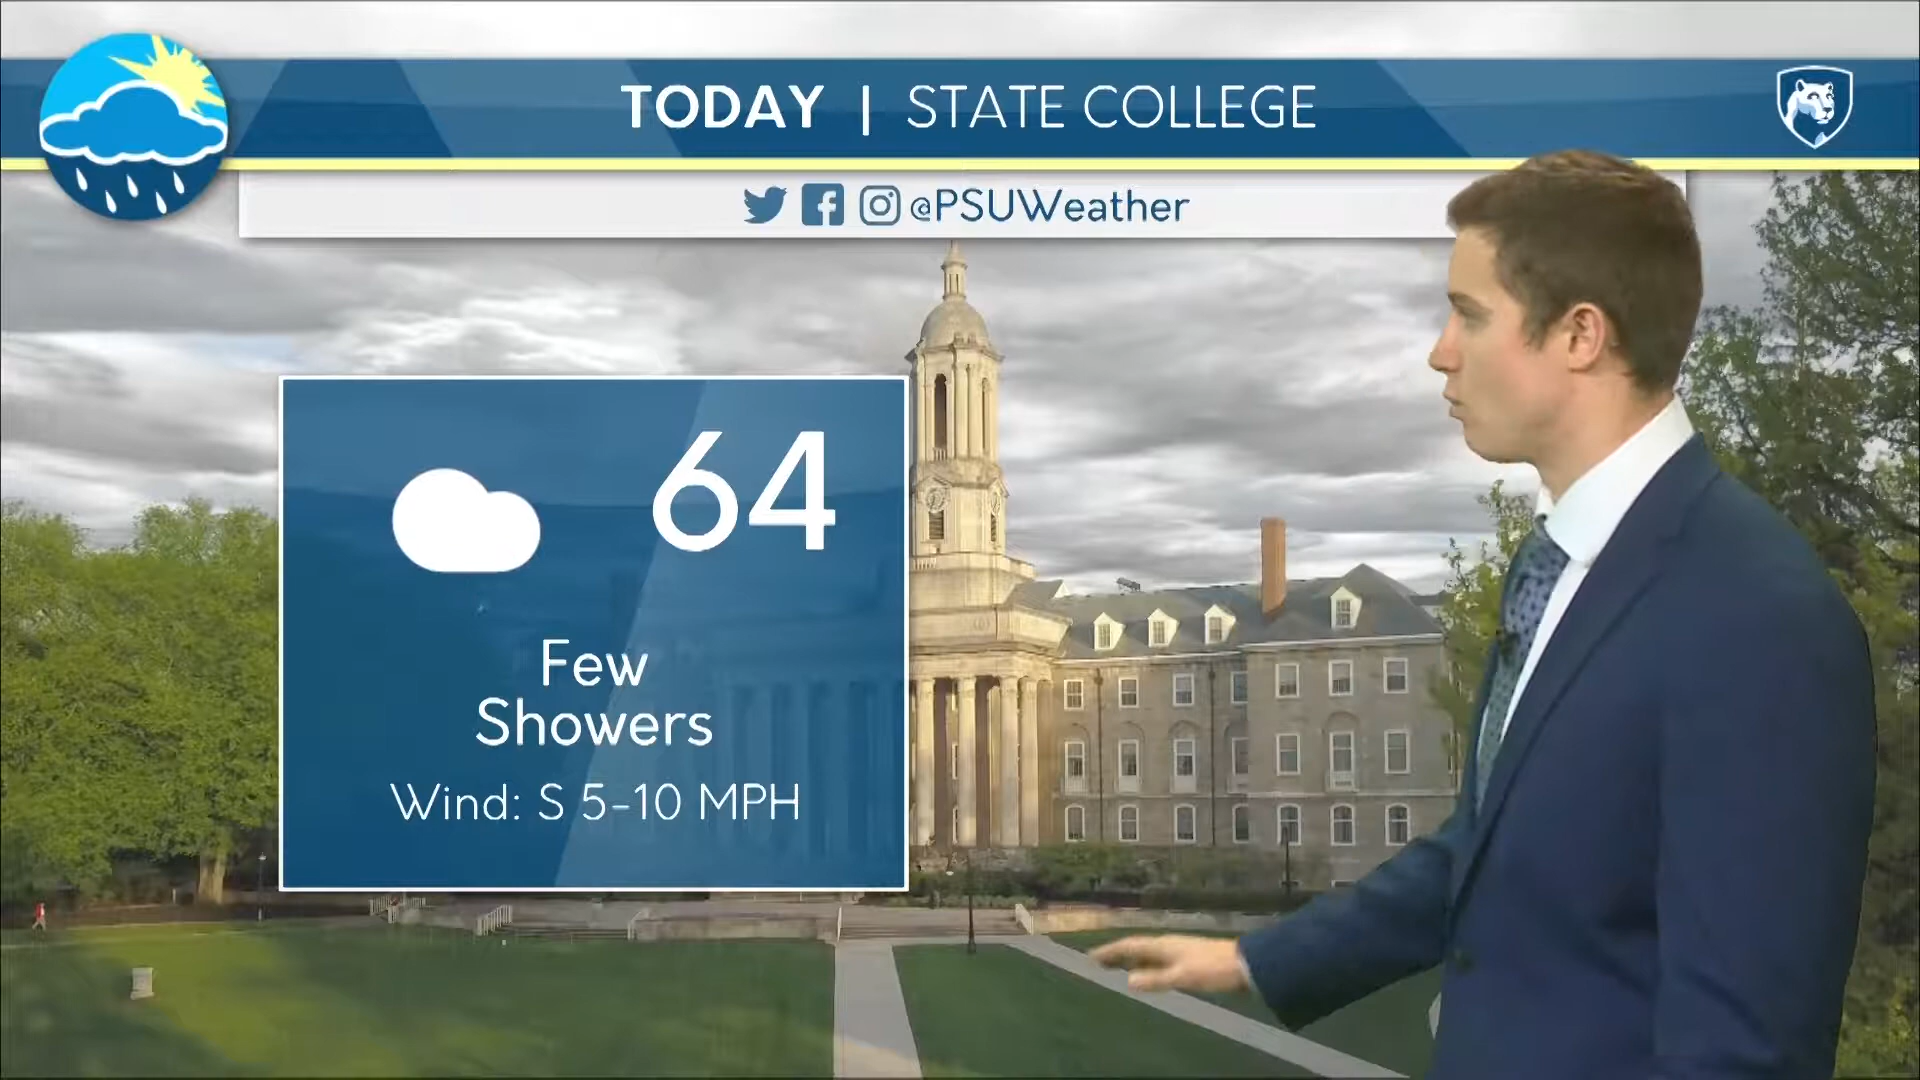 TODAY | STATE COLLEGE
@PSUWeather
64
Few
Showers
Wind: S 5-10 MPH